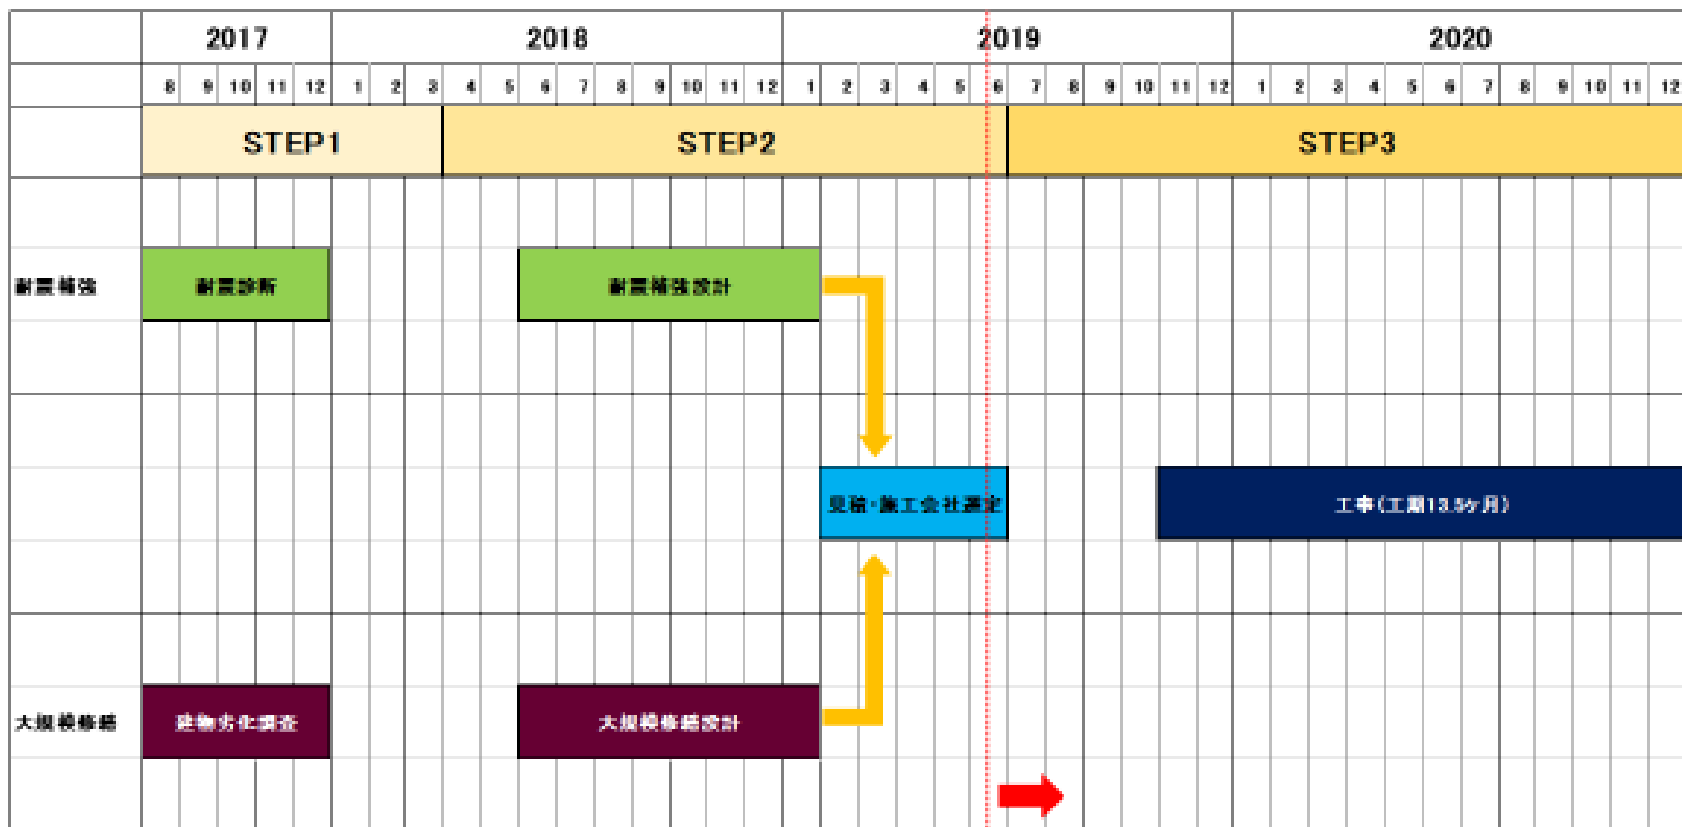 2017 2018 2019 2020
8 9 10 11 12 1 2 3 4 5 6 7 8 9 10 11 12 1 2 3 4 5 6 7 8 9 10 11 12 1 2 3 4 5 6 7 8 9 10 11 12
STEP1 STEP2 STEP3
耐震補強 耐震診断 耐震補強設計
見積・施工会社選定 工事(工期13.5ヶ月)
大規模修繕 建物劣化調査 大規模修繕設計